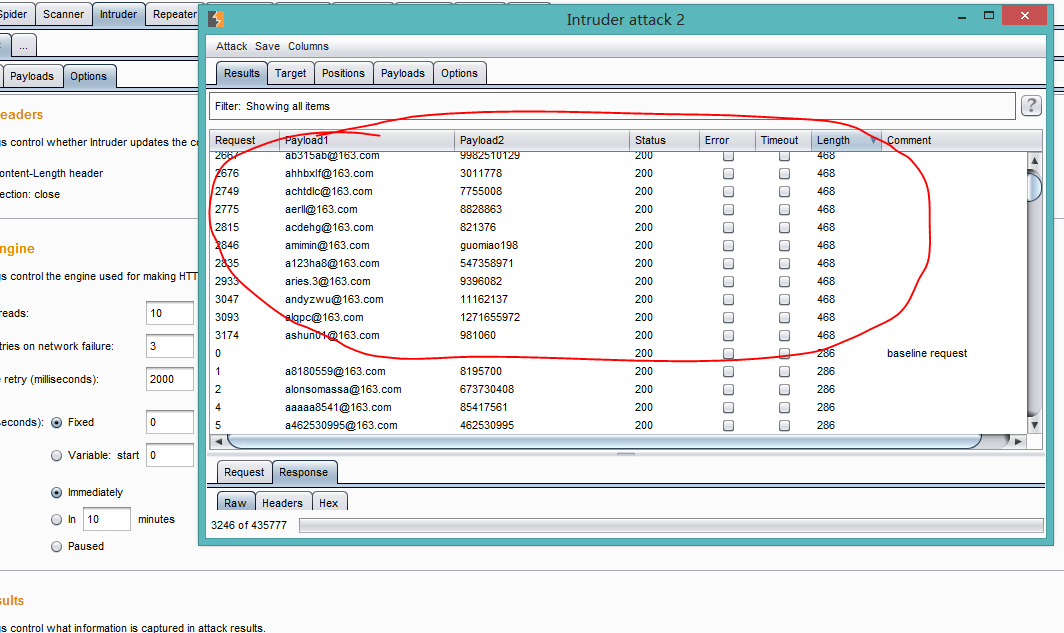 Spider Scanner Intruder Repeater
...
Payloads Options
eaders
gs control whether Intruder updates the co
ontent-Length header
ection: close
ngine
gs control the engine used for making HTT
reads: 10
tries on network failure: 3
e retry (milliseconds): 2000
econds): Fixed 0
Variable: start 0
Immediately
In 10 minutes
Paused
sults
gs control what information is captured in attack results.
Intruder attack 2
Attack Save Columns
Results Target Positions Payloads Options
Filter: Showing all items ?
Request Payload1 Payload2 Status Error Timeout Length Comment
2667 ab315ab@163.com 9982510129 200 468
2676 ahhbxlf@163.com 3011778 200 468
2749 achtdlc@163.com 7755008 200 468
2775 aerll@163.com 8828863 200 468
2815 acdehg@163.com 821376 200 468
2846 amimin@163.com guomiao198 200 468
2835 a123ha8@163.com 547358971 200 468
2933 aries.3@163.com 9396082 200 468
3047 andyzwu@163.com 11162137 200 468
3093 algpc@163.com 1271655972 200 468
3174 ashun01@163.com 981060 200 468
0 200 286 baseline request
1 a8180559@163.com 8195700 200 286
2 alonsomassa@163.com 673730408 200 286
4 aaaaa8541@163.com 85417561 200 286
5 a462530995@163.com 462530995 200 286
Request Response
Raw Headers Hex
3246 of 435777